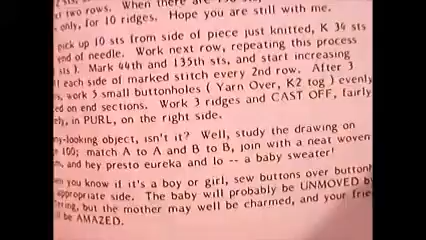 xt two rows. When there are
only, for 10 ridges. Hope you are still with me.
pick up 10 sts from side of piece just knitted, K 34 sts
end of needle. Work next row, repeating this process
sts ). Mark 44th and 135th sts, and start increasing
each side of marked stitch every 2nd row. After 3
work 5 small buttonholes ( Yarn Over, K2 tog ) evenly
ed on end sections. Work 3 ridges and CAST OFF, fairly
ly, in PURL, on the right side.
ny-looking object, isn't it? Well, study the drawing on
100; match A to A and B to B, join with a neat woven
m, and hey presto eureka and lo -- a baby sweater!
you know if it's a boy or girl, sew buttons over button
appropriate side. The baby will probably be UNMOVED b
ering, but the mother may well be charmed, and your frie
l be AMAZED.